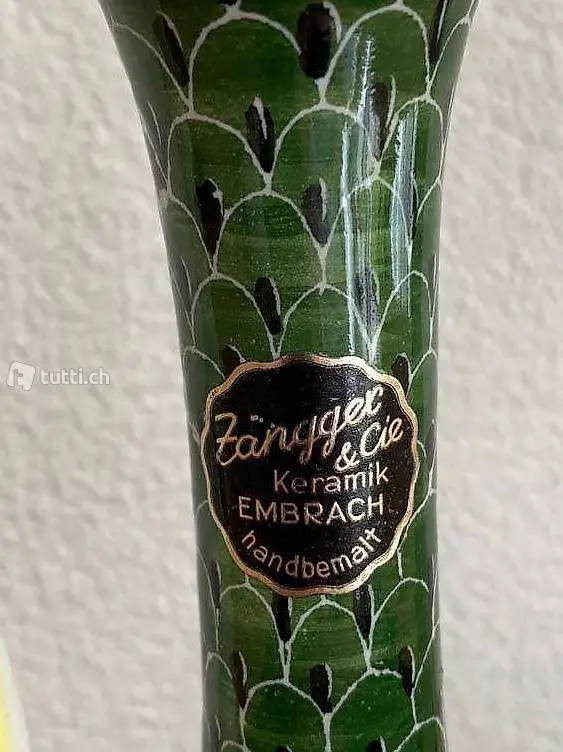 tutti.ch
Zängger
& Cie
Keramik
EMBRACH
handbemalt